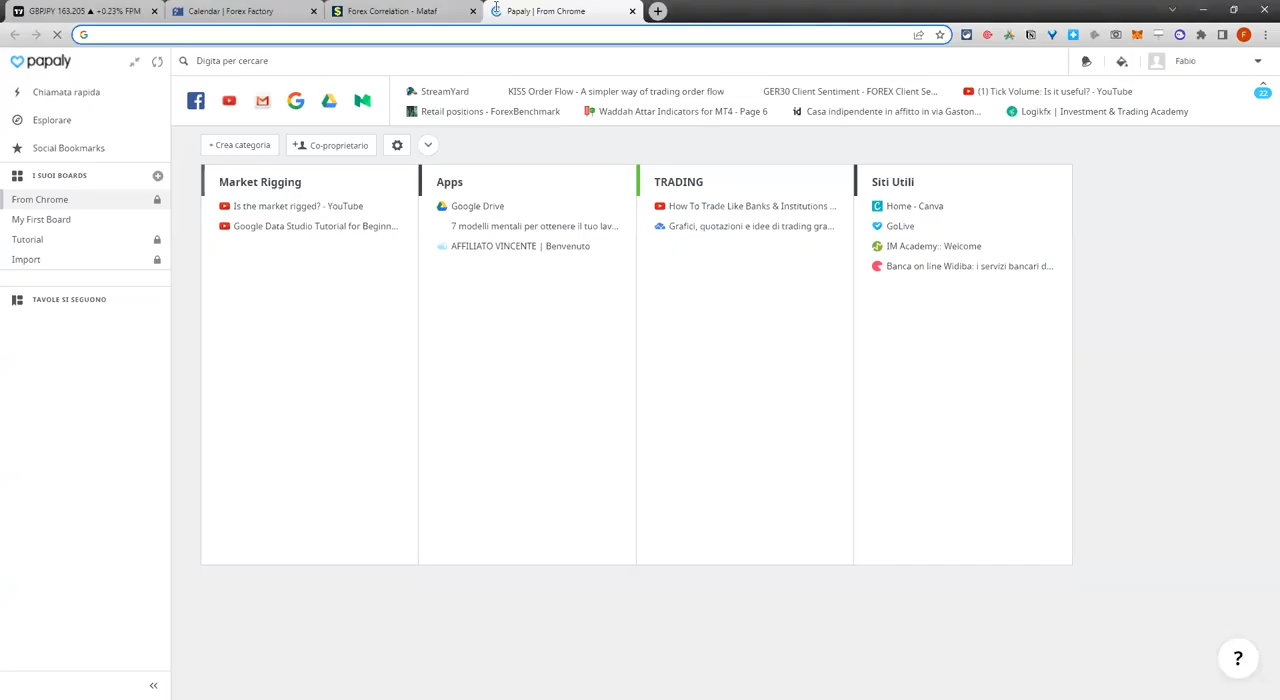 GBPJPY 163.205 ▲ +0.23% FPM
Calendar | Forex Factory
Forex Correlation - Mataf
Papaly | From Chrome
papaly
Digita per cercare
Fabio
Chiamata rapida
Esplorare
Social Bookmarks
I SUOI BOARDS
From Chrome
My First Board
Tutorial
Import
TAVOLE SI SEGUONO
StreamYard
KISS Order Flow - A simpler way of trading order flow
GER30 Client Sentiment - FOREX Client Se...
(1) Tick Volume: Is it useful? - YouTube
22
Retail positions - ForexBenchmark
Waddah Attar Indicators for MT4 - Page 6
Casa indipendente in affitto in via Gaston...
Logikfx | Investment & Trading Academy
+ Crea categoria
+ Co-proprietario
Market Rigging
Is the market rigged? - YouTube
Google Data Studio Tutorial for Beginn...
Apps
Google Drive
7 modelli mentali per ottenere il tuo lav...
AFFILIATO VINCENTE | Benvenuto
TRADING
How To Trade Like Banks & Institutions ...
Grafici, quotazioni e idee di trading gra...
Siti Utili
Home - Canva
GoLive
IM Academy:: Welcome
Banca on line Widiba: i servizi bancari d...
?